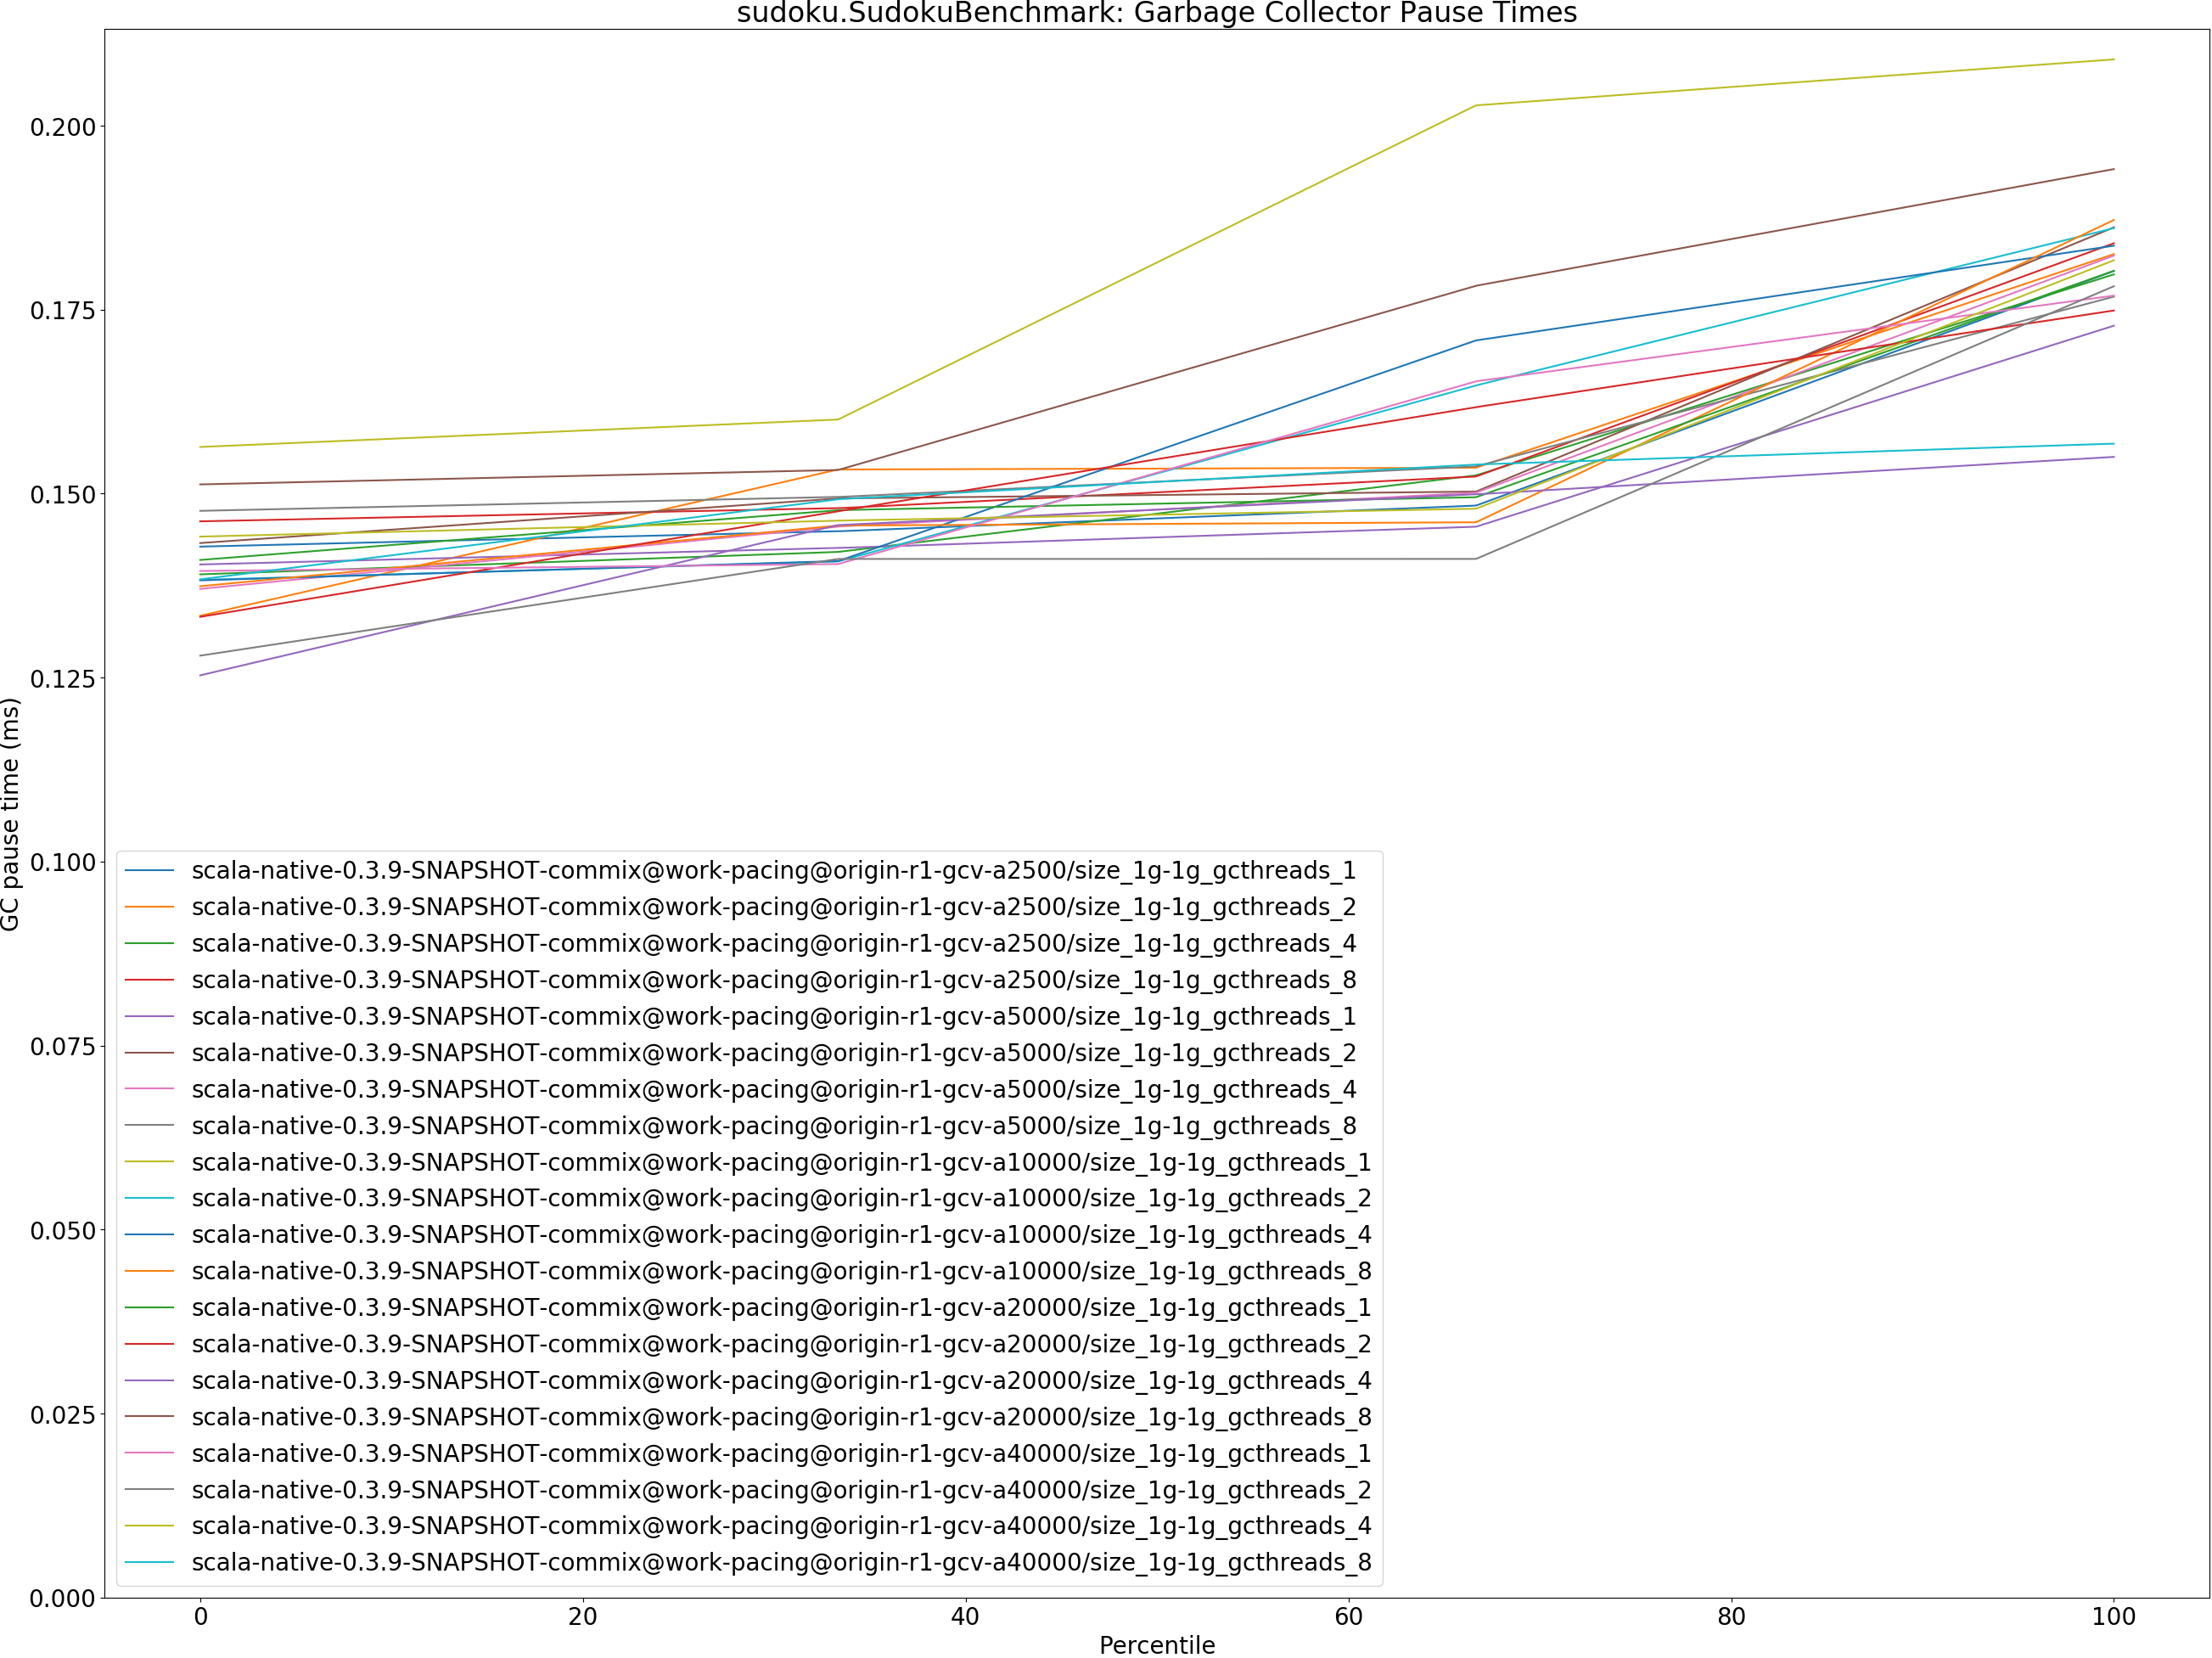 sudoku.SudokuBenchmark: Garbage Collector Pause Times
GC pause time (ms)
0.200
0.175
0.150
0.125
0.100
0.075
0.050
0.025
0.000
scala-native-0.3.9-SNAPSHOT-commix@work-pacing@origin-r1-gcv-a2500/size_1g-1g_gcthreads_1
scala-native-0.3.9-SNAPSHOT-commix@work-pacing@origin-r1-gcv-a2500/size_1g-1g_gcthreads_2
scala-native-0.3.9-SNAPSHOT-commix@work-pacing@origin-r1-gcv-a2500/size_1g-1g_gcthreads_4
scala-native-0.3.9-SNAPSHOT-commix@work-pacing@origin-r1-gcv-a2500/size_1g-1g_gcthreads_8
scala-native-0.3.9-SNAPSHOT-commix@work-pacing@origin-r1-gcv-a5000/size_1g-1g_gcthreads_1
scala-native-0.3.9-SNAPSHOT-commix@work-pacing@origin-r1-gcv-a5000/size_1g-1g_gcthreads_2
scala-native-0.3.9-SNAPSHOT-commix@work-pacing@origin-r1-gcv-a5000/size_1g-1g_gcthreads_4
scala-native-0.3.9-SNAPSHOT-commix@work-pacing@origin-r1-gcv-a5000/size_1g-1g_gcthreads_8
scala-native-0.3.9-SNAPSHOT-commix@work-pacing@origin-r1-gcv-a10000/size_1g-1g_gcthreads_1
scala-native-0.3.9-SNAPSHOT-commix@work-pacing@origin-r1-gcv-a10000/size_1g-1g_gcthreads_2
scala-native-0.3.9-SNAPSHOT-commix@work-pacing@origin-r1-gcv-a10000/size_1g-1g_gcthreads_4
scala-native-0.3.9-SNAPSHOT-commix@work-pacing@origin-r1-gcv-a10000/size_1g-1g_gcthreads_8
scala-native-0.3.9-SNAPSHOT-commix@work-pacing@origin-r1-gcv-a20000/size_1g-1g_gcthreads_1
scala-native-0.3.9-SNAPSHOT-commix@work-pacing@origin-r1-gcv-a20000/size_1g-1g_gcthreads_2
scala-native-0.3.9-SNAPSHOT-commix@work-pacing@origin-r1-gcv-a20000/size_1g-1g_gcthreads_4
scala-native-0.3.9-SNAPSHOT-commix@work-pacing@origin-r1-gcv-a20000/size_1g-1g_gcthreads_8
scala-native-0.3.9-SNAPSHOT-commix@work-pacing@origin-r1-gcv-a40000/size_1g-1g_gcthreads_1
scala-native-0.3.9-SNAPSHOT-commix@work-pacing@origin-r1-gcv-a40000/size_1g-1g_gcthreads_2
scala-native-0.3.9-SNAPSHOT-commix@work-pacing@origin-r1-gcv-a40000/size_1g-1g_gcthreads_4
scala-native-0.3.9-SNAPSHOT-commix@work-pacing@origin-r1-gcv-a40000/size_1g-1g_gcthreads_8
0 20 40 60 80 100
Percentile